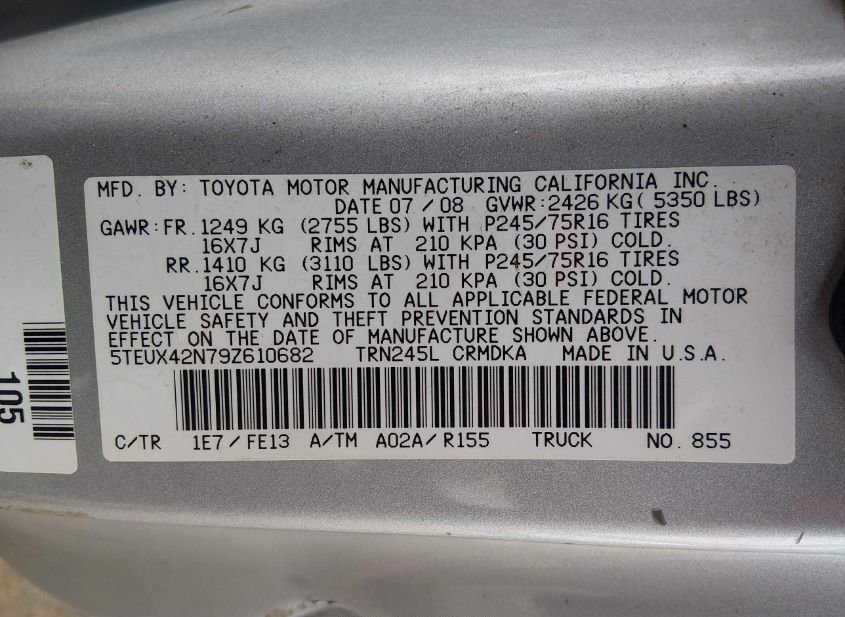 MFD. BY: TOYOTA MOTOR MANUFACTURING CALIFORNIA INC.
DATE 07 / 08 GVWR:2426 KG( 5350 LBS)
GAWR:FR.1249 KG (2755 LBS) WITH P245/75R16 TIRES
16X7J RIMS AT 210 KPA (30 PSI) COLD.
RR.1410 KG (3110 LBS) WITH P245/75R16 TIRES
16X7J RIMS AT 210 KPA (30 PSI) COLD.
THIS VEHICLE CONFORMS TO ALL APPLICABLE FEDERAL MOTOR
VEHICLE SAFETY AND THEFT PREVENTION STANDARDS IN
EFFECT ON THE DATE OF MANUFACTURE SHOWN ABOVE.
5TEUX42N79Z610682 TRN245L CRMDKA MADE IN U.S.A.
C/TR 1E7 / FE13 A/TM A02A/ R155 TRUCK NO. 855
105